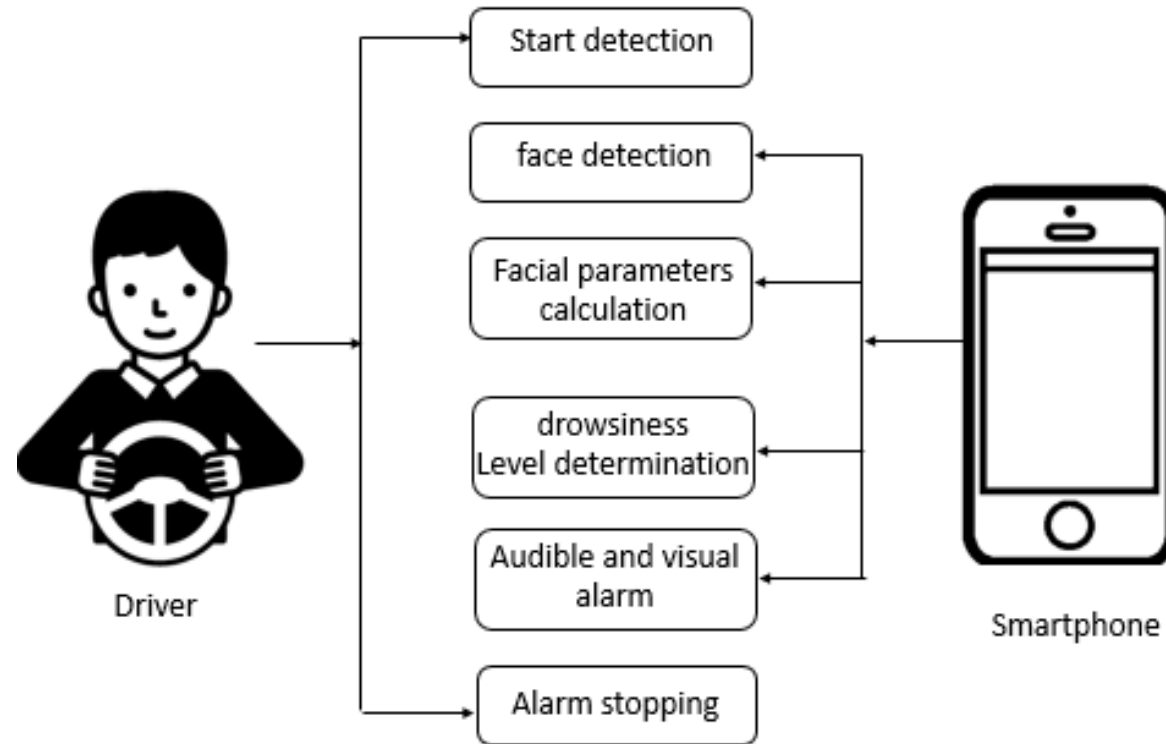 Start detection
face detection
Facial parameters
calculation
drowsiness
Level determination
Audible and visual
alarm
Alarm stopping
Driver
Smartphone